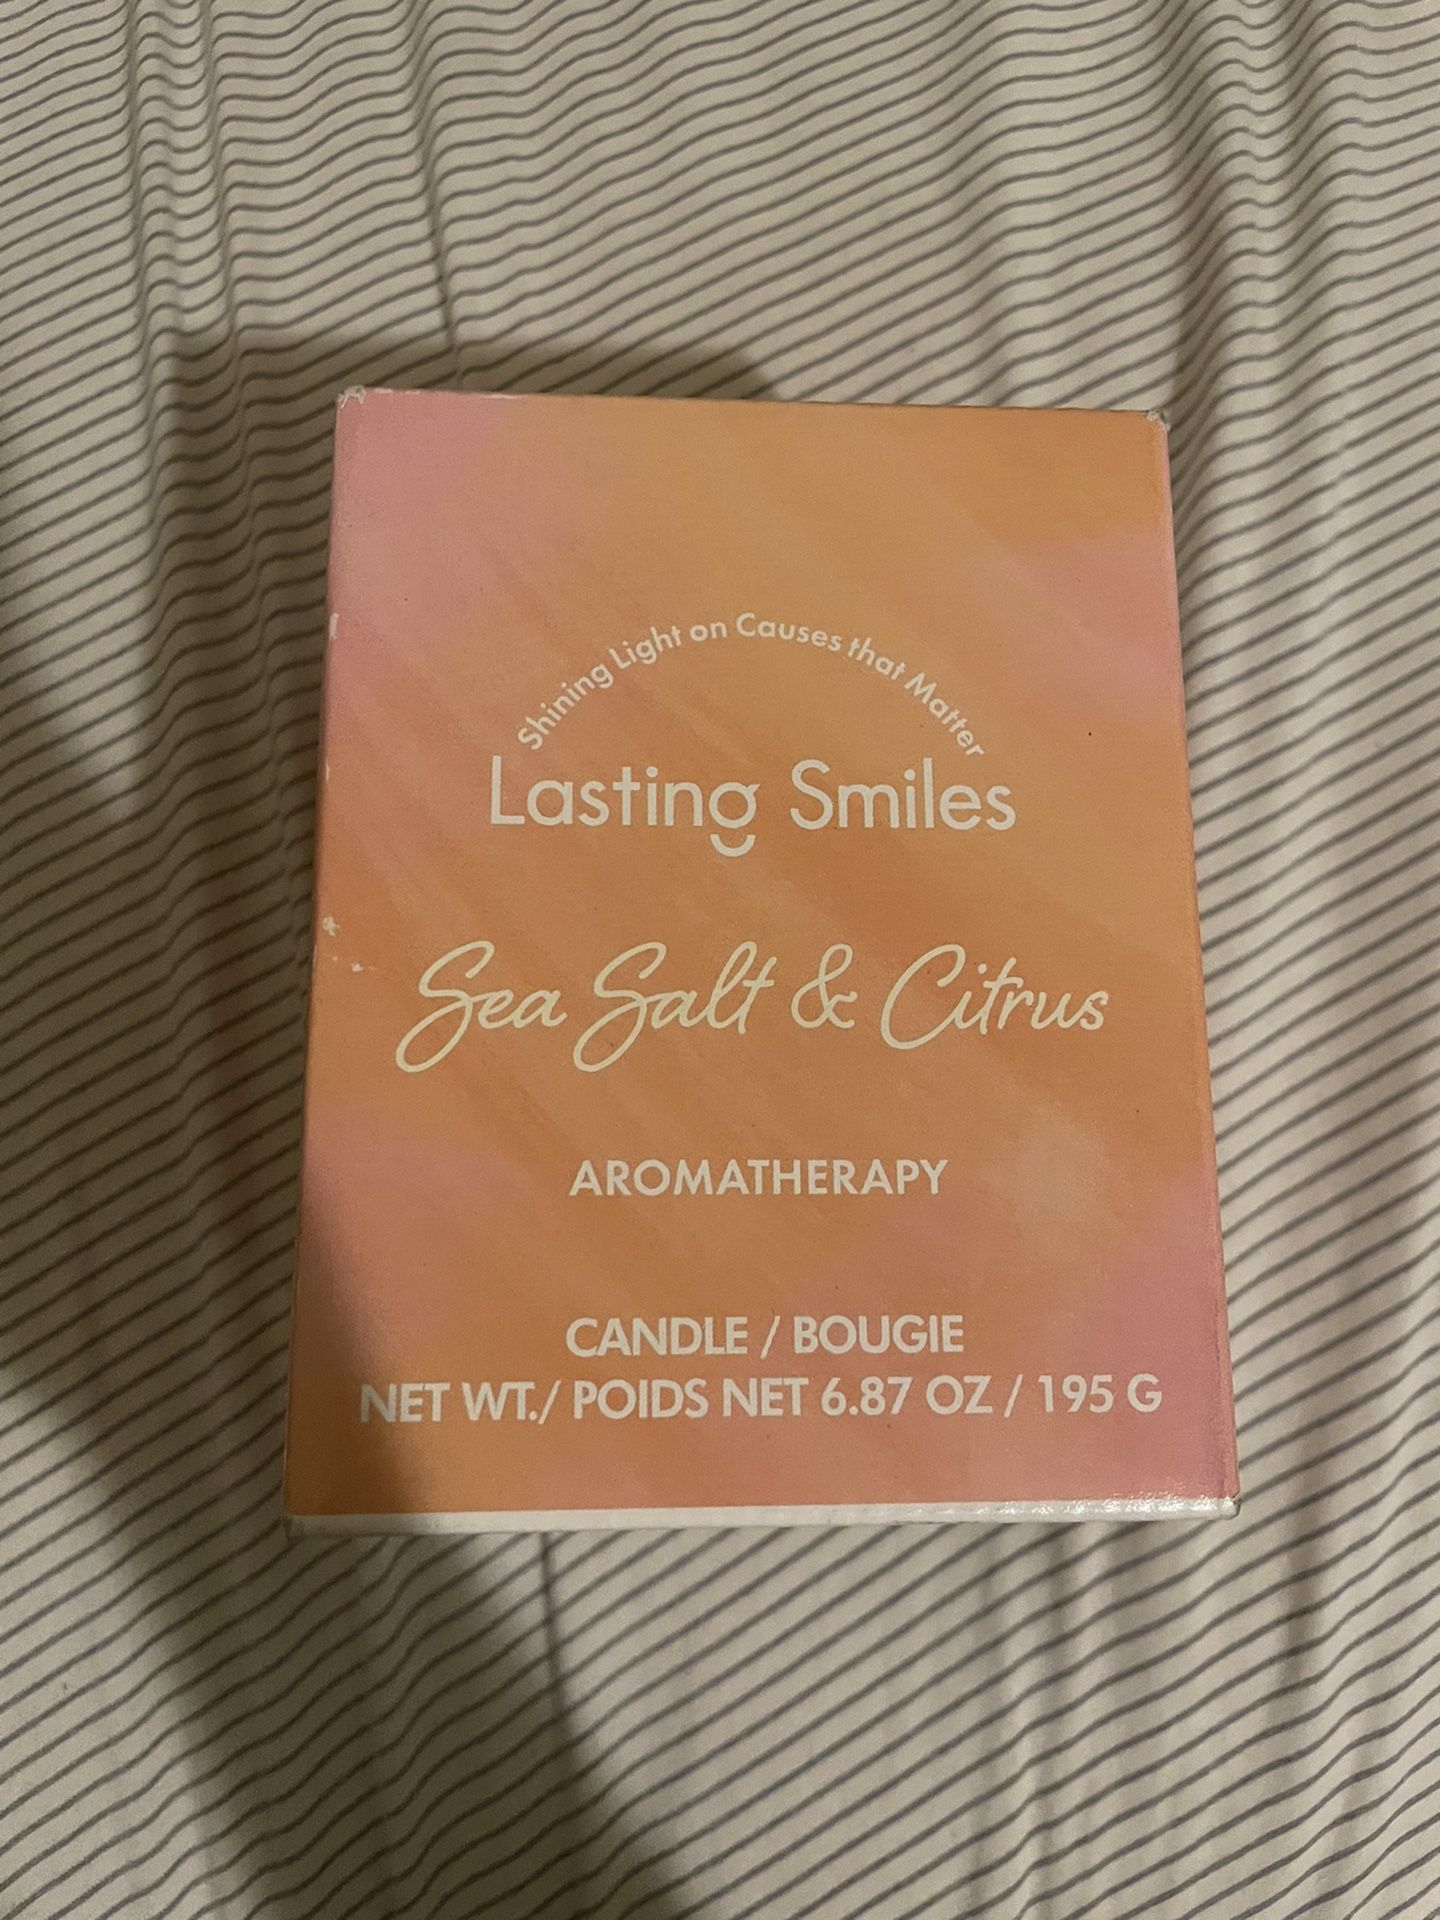 Shining Light on Causes that Matter
Lasting Smiles
Sea Salt & Citrus
AROMATHERAPY
CANDLE / BOUGIE
NET WT./ POIDS NET 6.87 OZ / 195 G